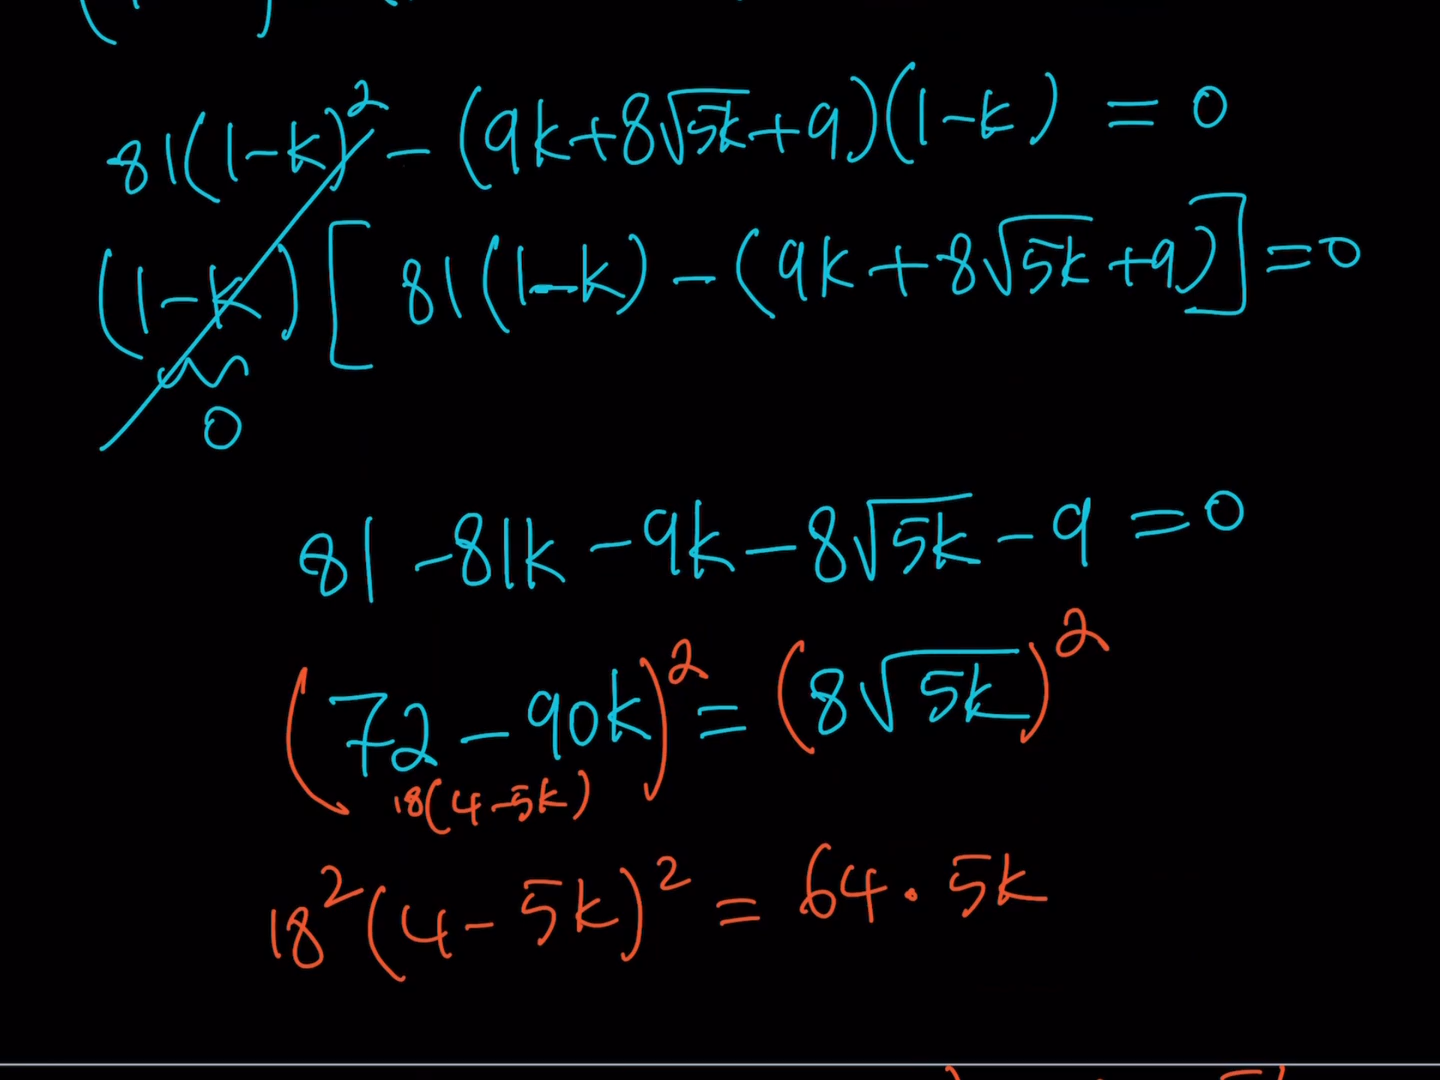 81(1-k)² - (9k+8√5k+9)(1-k) = 0
(1-k)[81(1-k) - (9k+8√5k+9)] = 0
0
81 - 81k - 9k - 8√5k - 9 = 0
(72 - 90k)² = (8√5k)²
18(4-5k)
18²(4-5k)² = 64·5k